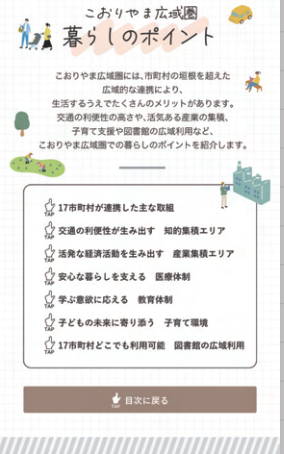 こおりやま広域圏
暮らしのポイント
こおりやま広域圏には、市町村の垣根を超えた
広域的な連携により、
生活するうえでたくさんのメリットがあります。
交通の利便性の高さや、活気ある産業の集積、
子育て支援や図書館の広域利用など、
こおりやま広域圏での暮らしのポイントを紹介します。
TAP 17市町村が連携した主な取組
TAP 交通の利便性が生み出す 知的集積エリア
TAP 活発な経済活動を生み出す 産業集積エリア
TAP 安心な暮らしを支える 医療体制
TAP 学ぶ意欲に応える 教育体制
TAP 子どもの未来に寄り添う 子育て環境
TAP 17市町村どこでも利用可能 図書館の広域利用
TAP 目次に戻る